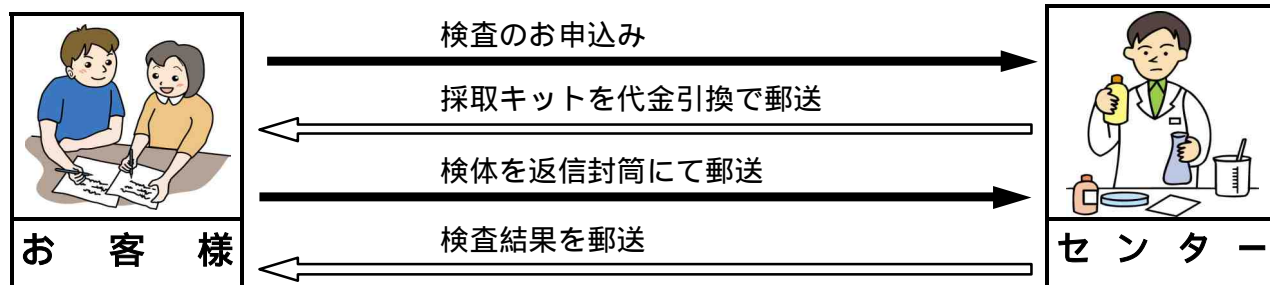 検査のお申込み
採取キットを代金引換で郵送
検体を返信封筒にて郵送
検査結果を郵送
お客様
センター